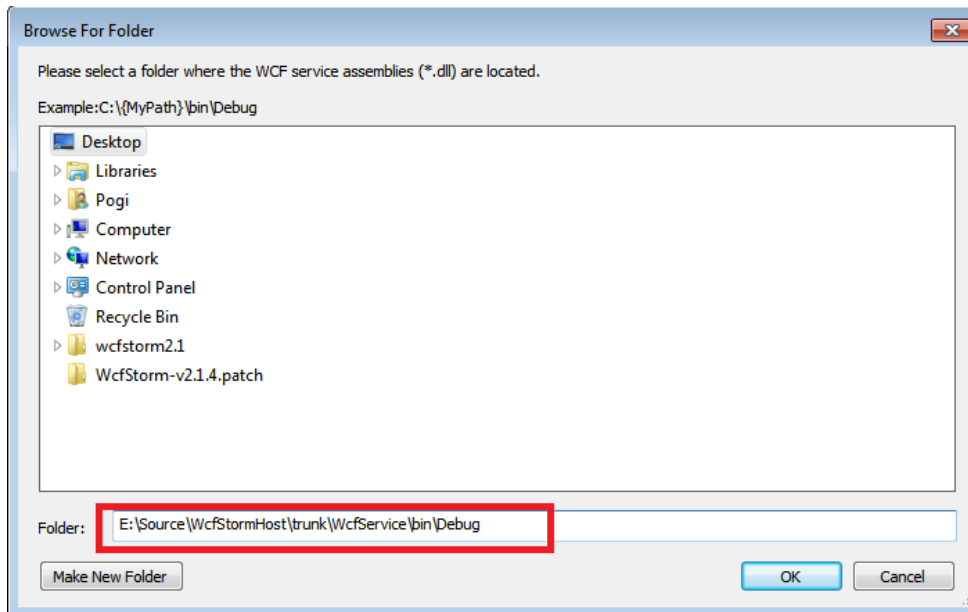 Browse For Folder
Please select a folder where the WCF service assemblies (*.dll) are located.
Example:C:\{MyPath}\bin\Debug
Desktop
Libraries
Pogi
Computer
Network
Control Panel
Recycle Bin
wcfstorm2.1
WcfStorm-v2.1.4.patch
Folder: E:\Source\WcfStormHost\trunk\WcfService\bin\Debug
Make New Folder OK Cancel